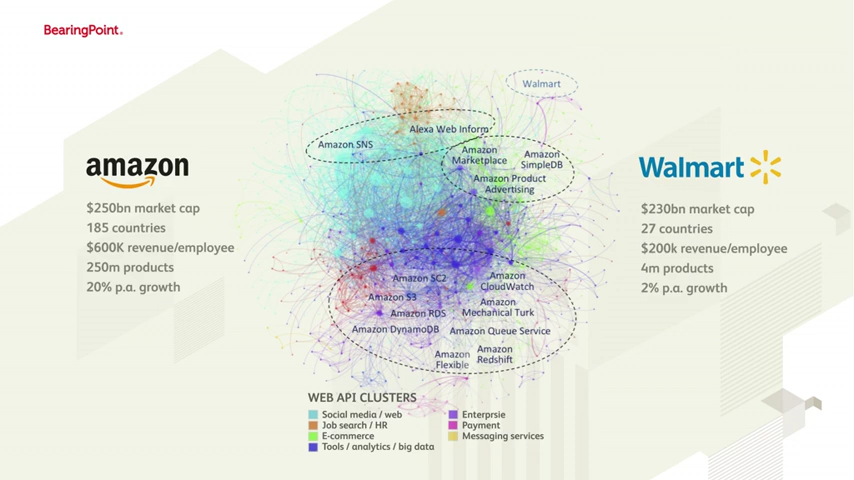 BearingPoint.
Walmart
Alexa Web Inform
Amazon SNS
Amazon
Marketplace
Amazon
SimpleDB
Amazon Product
Advertising
amazon
$250bn market cap
185 countries
$600K revenue/employee
250m products
20% p.a. growth
Walmart
$230bn market cap
27 countries
$200k revenue/employee
4m products
2% p.a. growth
Amazon SC2
Amazon
CloudWatch
Amazon S3
Amazon
Mechanical Turk
Amazon RDS
Amazon DynamoDB
Amazon Queue Service
Amazon
Flexible
Amazon
Redshift
WEB API CLUSTERS
Social media / web
Job search / HR
E-commerce
Tools / analytics / big data
Enterprsie
Payment
Messaging services